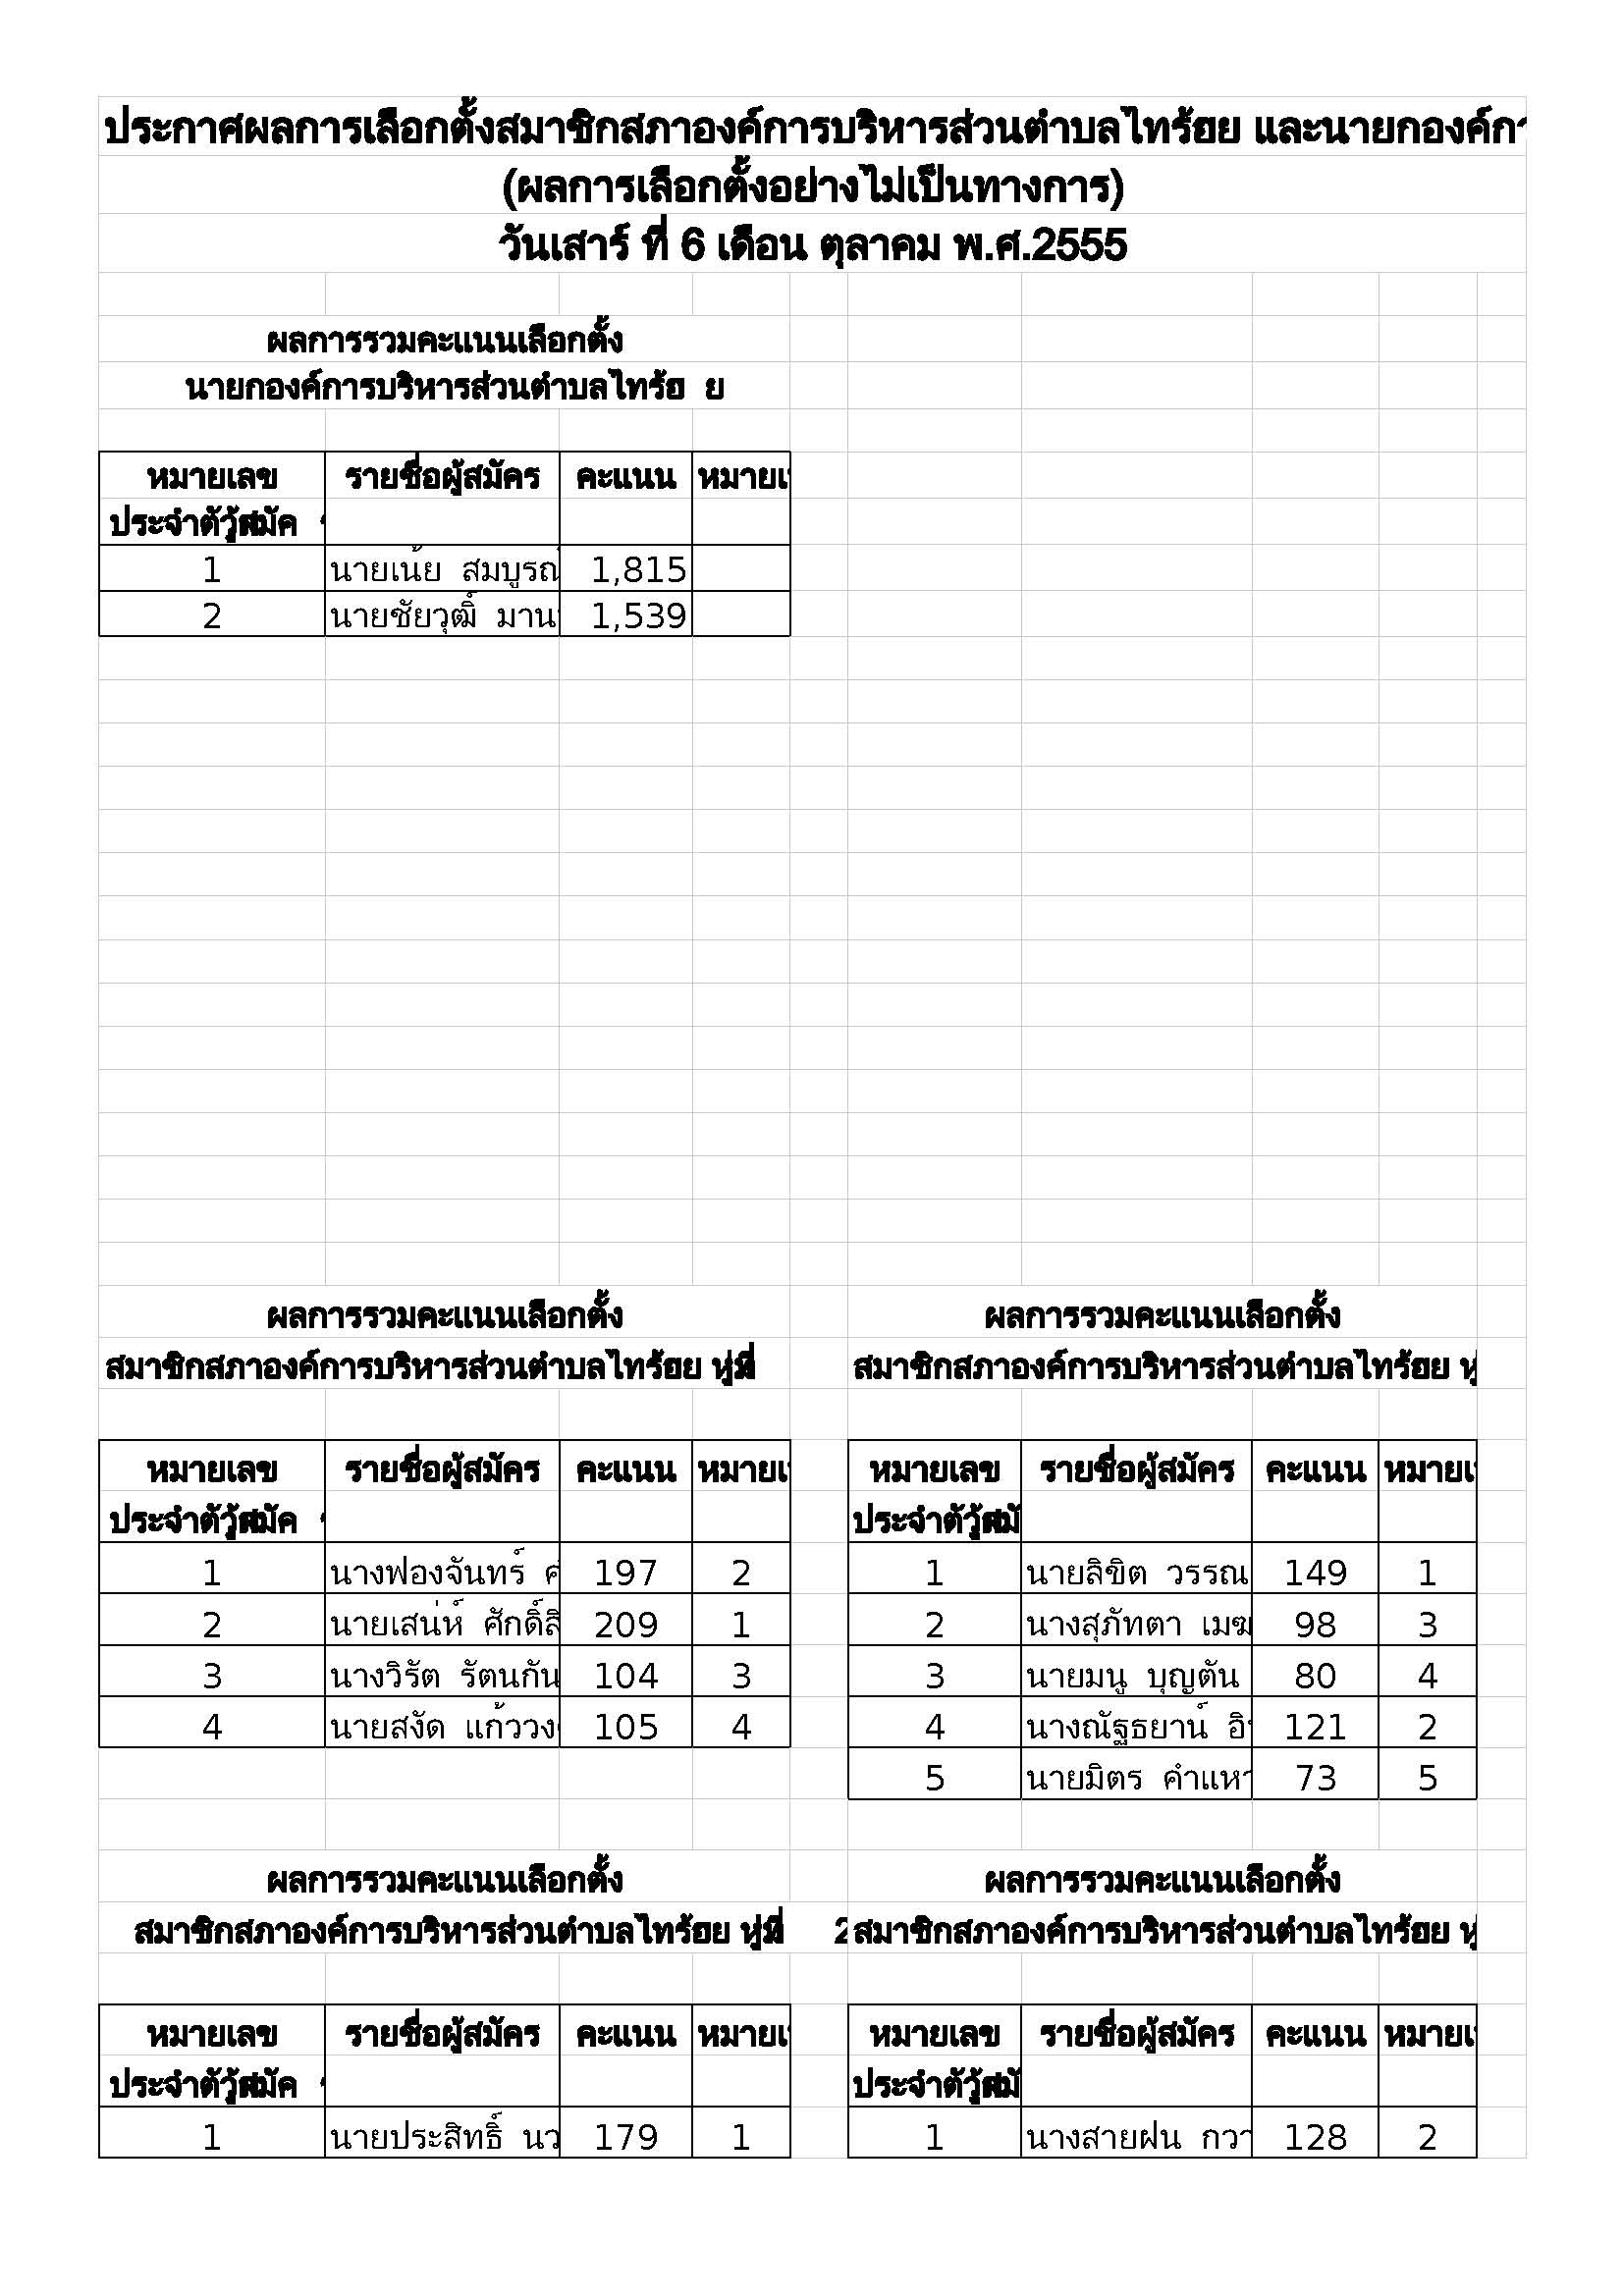 ประกาศผลการเลือกตั้งสมาชิกสภาองค์การบริหารส่วนตำบลไทรย้อย และนายกองค์กา
(ผลการเลือกตั้งอย่างไม่เป็นทางการ)
วันเสาร์ ที่ 6 เดือน ตุลาคม พ.ศ.2555
ผลการรวมคะแนนเลือกตั้ง
นายกองค์การบริหารส่วนตำบลไทรย้อย
หมายเลข รายชื่อผู้สมัคร คะแนน หมายเ
ประจำตัวผู้สมัคร
1 นายเนย้ สมบูรณ์ 1,815
2 นายชัยวุฒิ์ มาน 1,539
ผลการรวมคะแนนเลือกตั้ง ผลการรวมคะแนนเลือกตั้ง
สมาชิกสภาองค์การบริหารส่วนตำบลไทรย้อย หมู่ที่ สมาชิกสภาองค์การบริหารส่วนตำบลไทรย้อย
หมายเลข รายชื่อผู้สมัคร คะแนน หมายเ หมายเลข รายชื่อผู้สมัคร คะแนน หมายเ
ประจำตัวผู้สมัคร ประจำตัวผู้สมั
1 นางฟองจันทร์ 197 2 1 นายลิขิต วรรณ 149 1
2 นายเสน่ห์ ศักดิ์สิ 209 1 2 นางสุภัทตา เมฆ 98 3
3 นางวิรัต รัตนกัน 104 3 3 นายมนู บุญตัน 80 4
4 นายสงัด แก้ววง 105 4 4 นางณัฐธยาน์ อิ 121 2
5 นายมิตร คำแหา 73 5
ผลการรวมคะแนนเลือกตั้ง ผลการรวมคะแนนเลือกตั้ง
สมาชิกสภาองค์การบริหารส่วนตำบลไทรย้อย หมู่ที่ 2 สมาชิกสภาองค์การบริหารส่วนตำบลไทรย้อย
หมายเลข รายชื่อผู้สมัคร คะแนน หมายเ หมายเลข รายชื่อผู้สมัคร คะแนน หมายเ
ประจำตัวผู้สมัคร ประจำตัวผู้สมั
1 นายประสิทธิ์ นว 179 1 1 นางสายฝน กวา 128 2